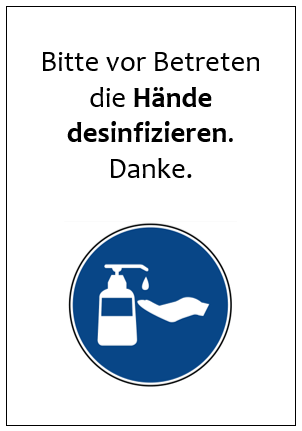 Bitte vor Betreten
die Hände
desinfizieren.
Danke.